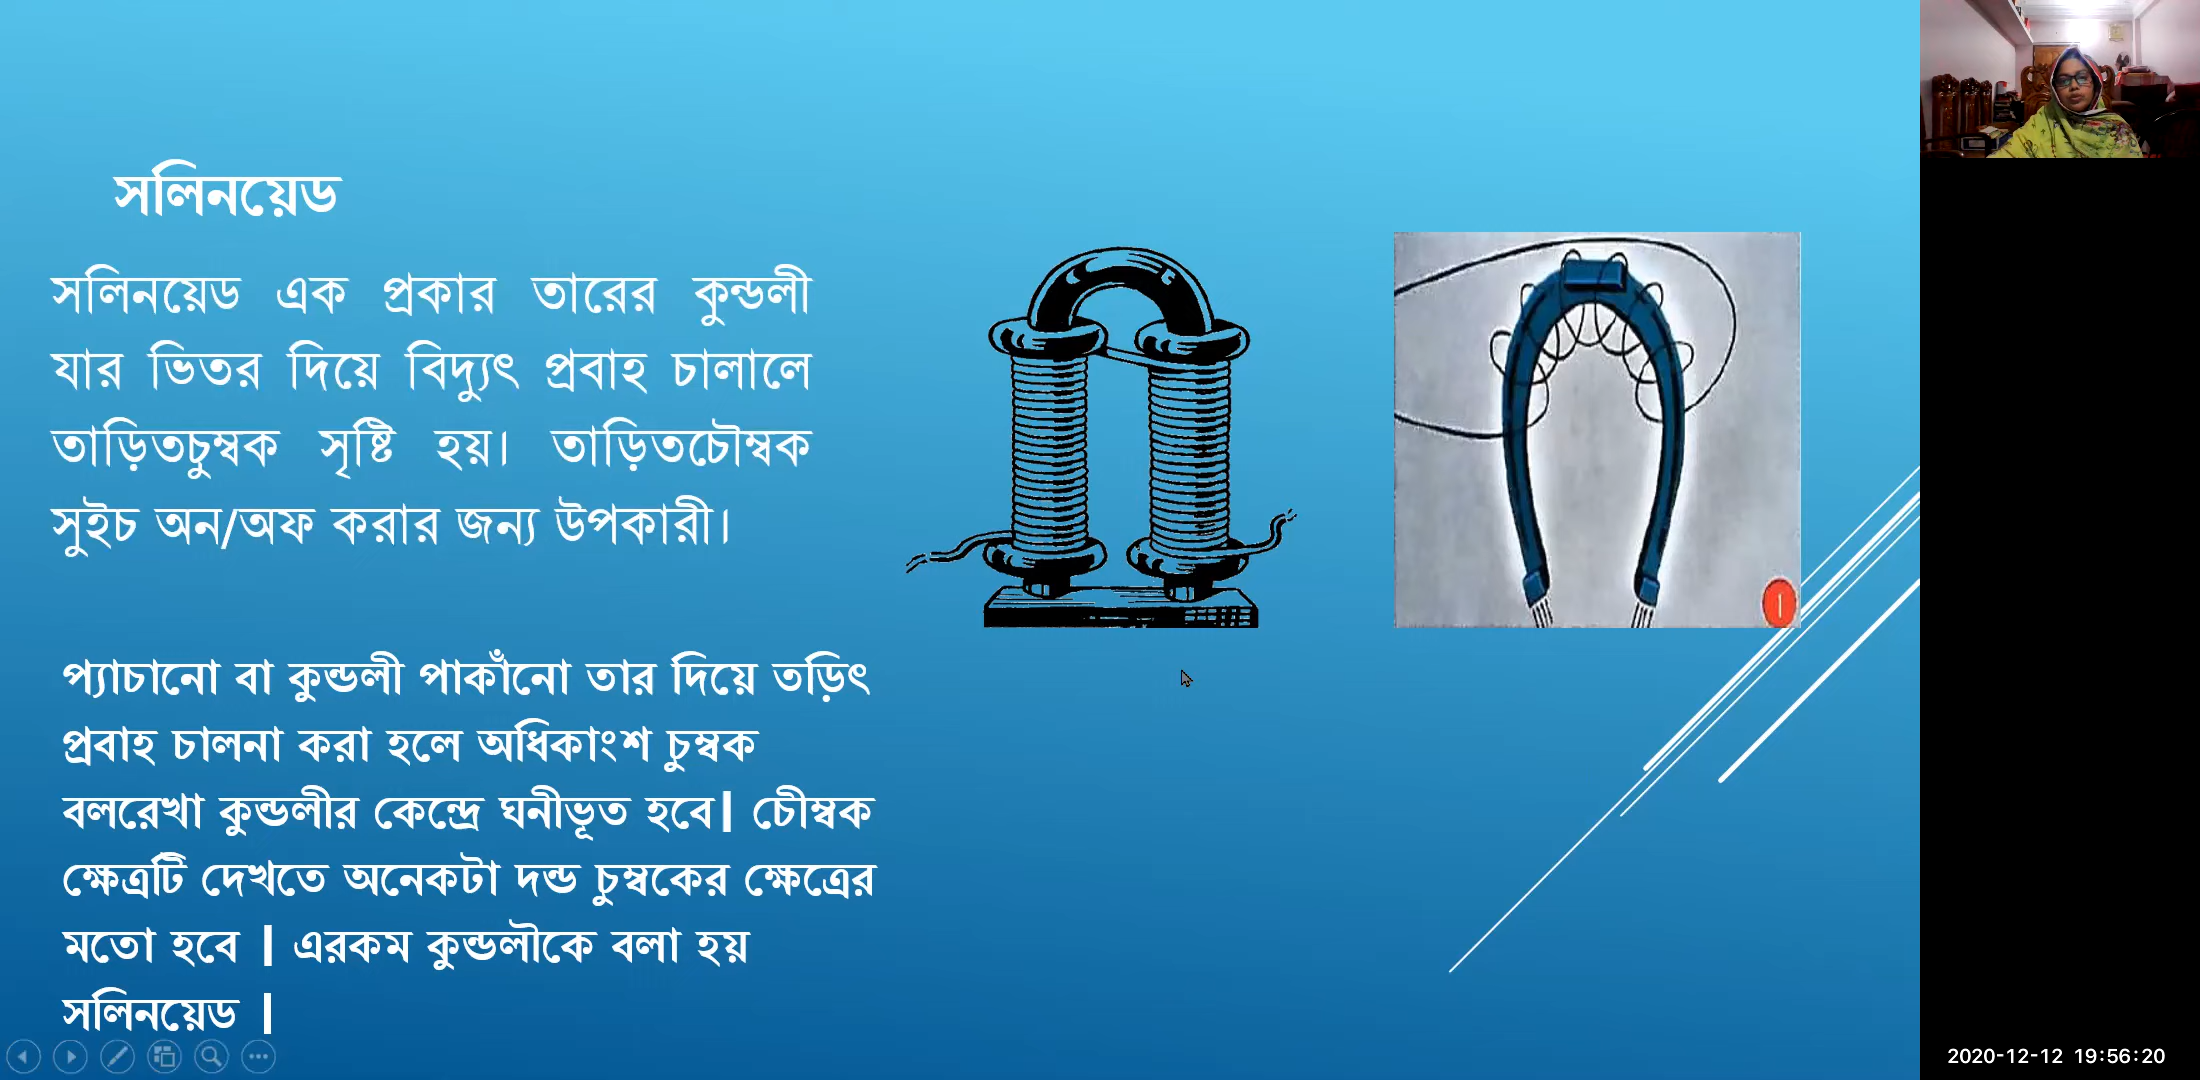 সলিনয়েড
সলিনয়েড এক প্রকার তারের কুন্ডলী
যার ভিতর দিয়ে বিদ্যুৎ প্রবাহ চালালে
তাড়িতচুম্বক সৃষ্টি হয়। তাড়িতচৌম্বক
সুইচ অন/অফ করার জন্য উপকারী।
প্যাচানো বা কুন্ডলী পাকাঁনো তার দিয়ে তড়িৎ
প্রবাহ চালনা করা হলে অধিকাংশ চুম্বক
বলরেখা কুন্ডলীর কেন্দ্রে ঘনীভূত হবে| চৌম্বক
ক্ষেত্রটি দেখতে অনেকটা দন্ড চুম্বকের ক্ষেত্রের
মতো হবে | এরকম কুন্ডলীকে বলা হয়
সলিনয়েড |
2020-12-12 19:56:20